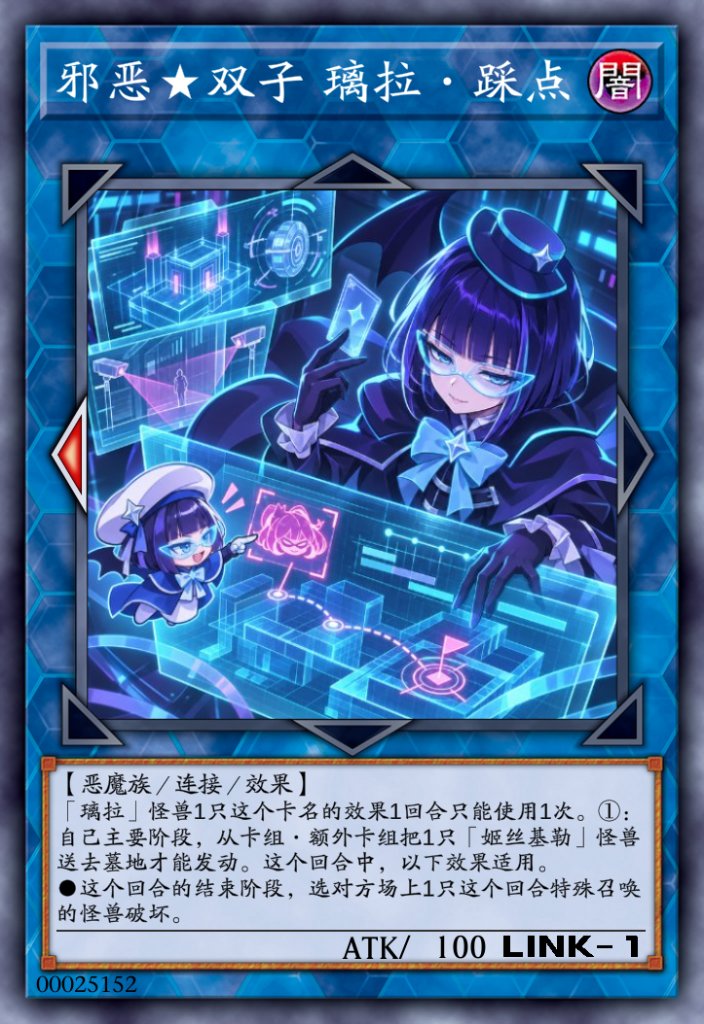 邪恶★双子 璃拉・踩点
闇
【恶魔族／连接／效果】
「璃拉」怪兽1只这个卡名的效果1回合只能使用1次。①：
自己主要阶段，从卡组・额外卡组把1只「姬丝基勒」怪兽
送去墓地才能发动。这个回合中，以下效果适用。
●这个回合的结束阶段，选对方场上1只这个回合特殊召唤
的怪兽破坏。
ATK/ 100 LINK-1
00025152